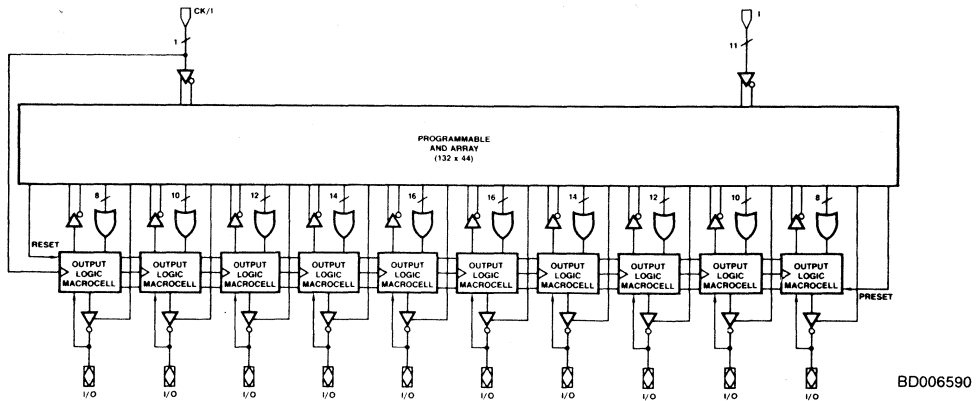 CK/I
I
1
11
PROGRAMMABLE
AND ARRAY
(132 x 44)
8
10
12
14
16
16
14
12
10
8
RESET
OUTPUT
LOGIC
MACROCELL
OUTPUT
LOGIC
MACROCELL
OUTPUT
LOGIC
MACROCELL
OUTPUT
LOGIC
MACROCELL
OUTPUT
LOGIC
MACROCELL
OUTPUT
LOGIC
MACROCELL
OUTPUT
LOGIC
MACROCELL
OUTPUT
LOGIC
MACROCELL
OUTPUT
LOGIC
MACROCELL
OUTPUT
LOGIC
MACROCELL
PRESET
I/O
I/O
I/O
I/O
I/O
I/O
I/O
I/O
I/O
I/O
BD006590